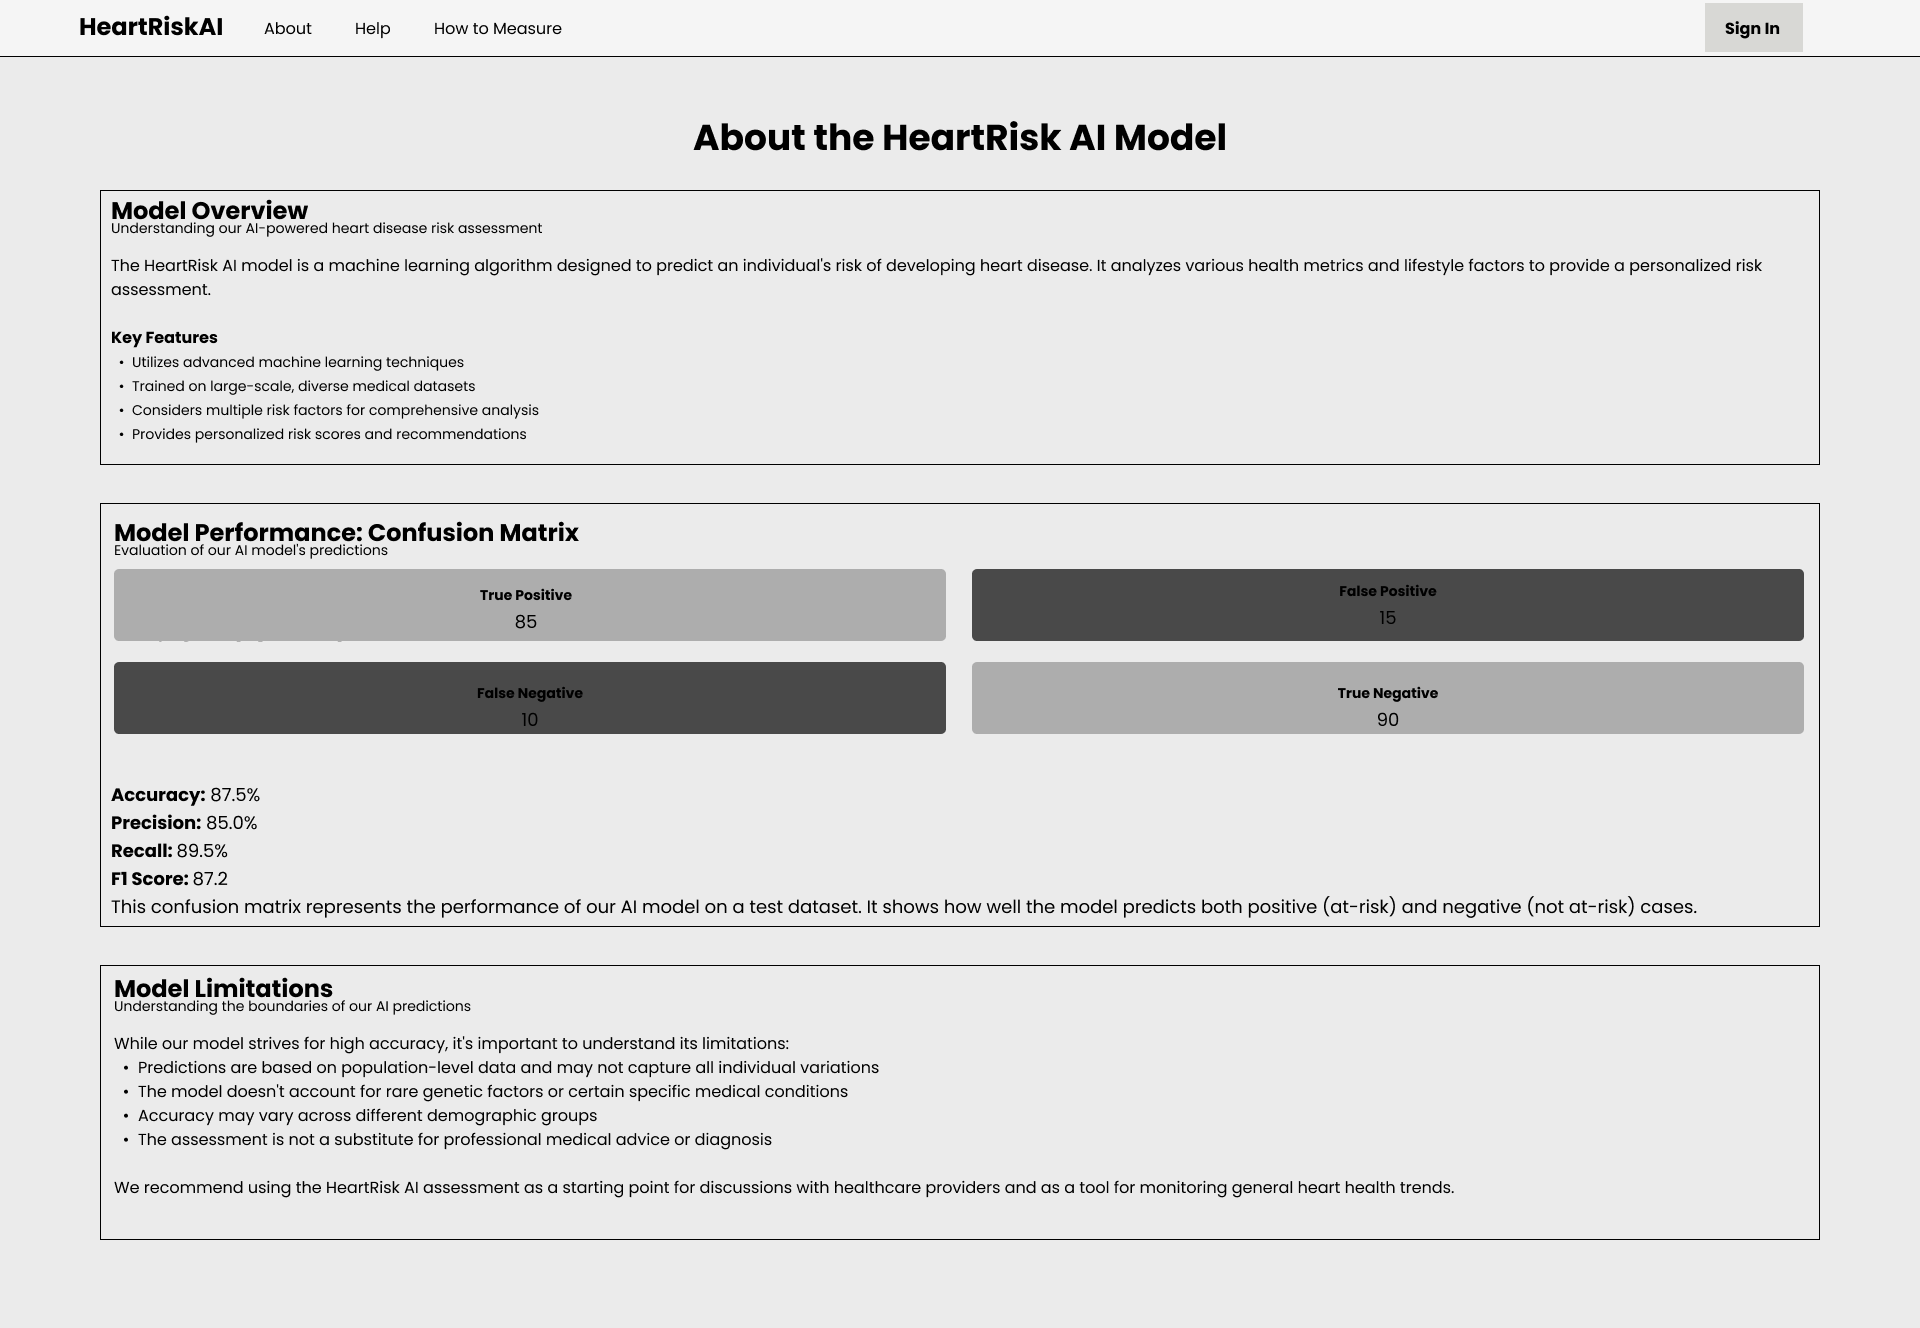 HeartRiskAI About Help How to Measure Sign In
About the HeartRisk AI Model
Model Overview
Understanding our AI-powered heart disease risk assessment
The HeartRisk AI model is a machine learning algorithm designed to predict an individual's risk of developing heart disease. It analyzes various health metrics and lifestyle factors to provide a personalized risk
assessment.
Key Features
• Utilizes advanced machine learning techniques
• Trained on large-scale, diverse medical datasets
• Considers multiple risk factors for comprehensive analysis
• Provides personalized risk scores and recommendations
Model Performance: Confusion Matrix
Evaluation of our AI model's predictions
True Positive
85
False Positive
15
False Negative
10
True Negative
90
Accuracy: 87.5%
Precision: 85.0%
Recall: 89.5%
F1 Score: 87.2
This confusion matrix represents the performance of our AI model on a test dataset. It shows how well the model predicts both positive (at-risk) and negative (not at-risk) cases.
Model Limitations
Understanding the boundaries of our AI predictions
While our model strives for high accuracy, it's important to understand its limitations:
• Predictions are based on population-level data and may not capture all individual variations
• The model doesn't account for rare genetic factors or certain specific medical conditions
• Accuracy may vary across different demographic groups
• The assessment is not a substitute for professional medical advice or diagnosis
We recommend using the HeartRisk AI assessment as a starting point for discussions with healthcare providers and as a tool for monitoring general heart health trends.